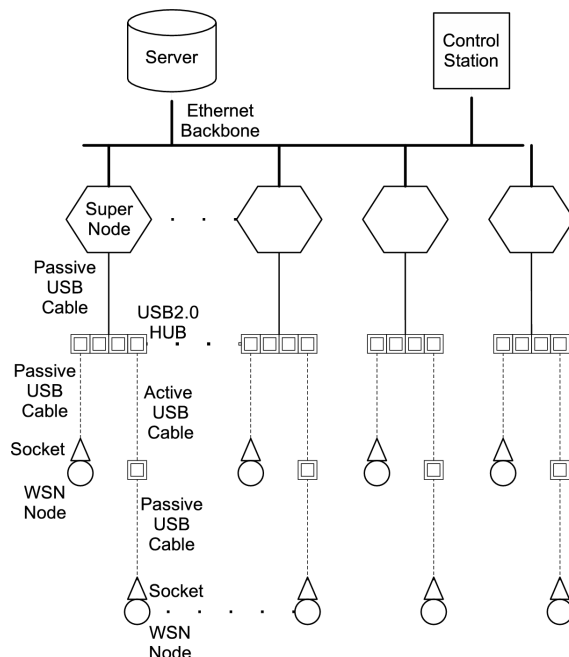 Server
Control
Station
Ethernet
Backbone
Super
Node
Passive
USB
Cable
USB2.0
HUB
Passive
USB
Cable
Active
USB
Cable
Socket
WSN
Node
Passive
USB
Cable
Socket
WSN
Node